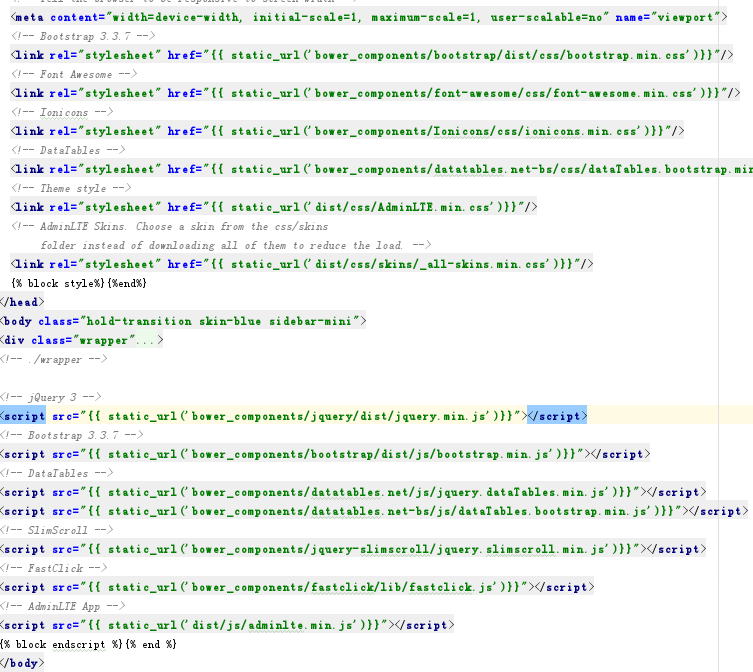 <meta content="width=device-width, initial-scale=1, maximum-scale=1, user-scalable=no" name="viewport">
<!-- Bootstrap 3.3.7 -->
<link rel="stylesheet" href="{{ static_url('bower_components/bootstrap/dist/css/bootstrap.min.css')}}"/>
<!-- Font Awesome -->
<link rel="stylesheet" href="{{ static_url('bower_components/font-awesome/css/font-awesome.min.css')}}"/>
<!-- Ionicons -->
<link rel="stylesheet" href="{{ static_url('bower_components/Ionicons/css/ionicons.min.css')}}"/>
<!-- DataTables -->
<link rel="stylesheet" href="{{ static_url('bower_components/datatables.net-bs/css/dataTables.bootstrap.min
<!-- Theme style -->
<link rel="stylesheet" href="{{ static_url('dist/css/AdminLTE.min.css')}}"/>
<!-- AdminLTE Skins. Choose a skin from the css/skins
folder instead of downloading all of them to reduce the load. -->
<link rel="stylesheet" href="{{ static_url('dist/css/skins/_all-skins.min.css')}}"/>
{% block style%}{%end%}
</head>
<body class="hold-transition skin-blue sidebar-mini">
<div class="wrapper"...>
<!-- ./wrapper -->
<!-- jQuery 3 -->
<script src="{{ static_url('bower_components/jquery/dist/jquery.min.js')}}"></script>
<!-- Bootstrap 3.3.7 -->
<script src="{{ static_url('bower_components/bootstrap/dist/js/bootstrap.min.js')}}"></script>
<!-- DataTables -->
<script src="{{ static_url('bower_components/datatables.net/js/jquery.dataTables.min.js')}}"></script>
<script src="{{ static_url('bower_components/datatables.net-bs/js/dataTables.bootstrap.min.js')}}"></script>
<!-- SlimScroll -->
<script src="{{ static_url('bower_components/jquery-slimscroll/jquery.slimscroll.min.js')}}"></script>
<!-- FastClick -->
<script src="{{ static_url('bower_components/fastclick/lib/fastclick.js')}}"></script>
<!-- AdminLTE App -->
<script src="{{ static_url('dist/js/adminlte.min.js')}}"></script>
{% block endscript %}{% end %}
</body>